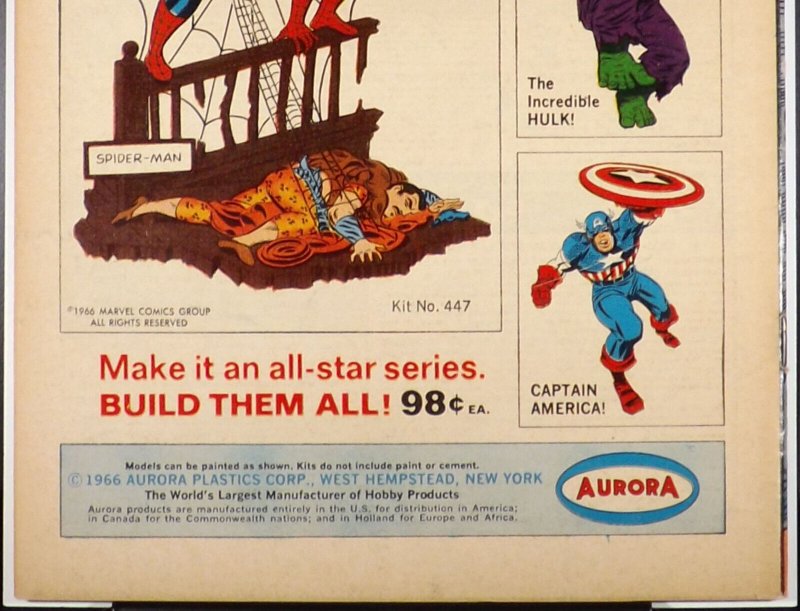 The
Incredible
HULK!
SPIDER-MAN
©1966 MARVEL COMICS GROUP
ALL RIGHTS RESERVED
Kit No. 447
CAPTAIN
AMERICA!
Make it an all-star series.
BUILD THEM ALL! 98¢ EA.
Models can be painted as shown. Kits do not include paint or cement.
© 1966 AURORA PLASTICS CORP., WEST HEMPSTEAD, NEW YORK
The World's Largest Manufacturer of Hobby Products
Aurora products are manufactured entirely in the U.S. for distribution in America;
in Canada for the Commonwealth nations; and in Holland for Europe and Africa.
AURORA